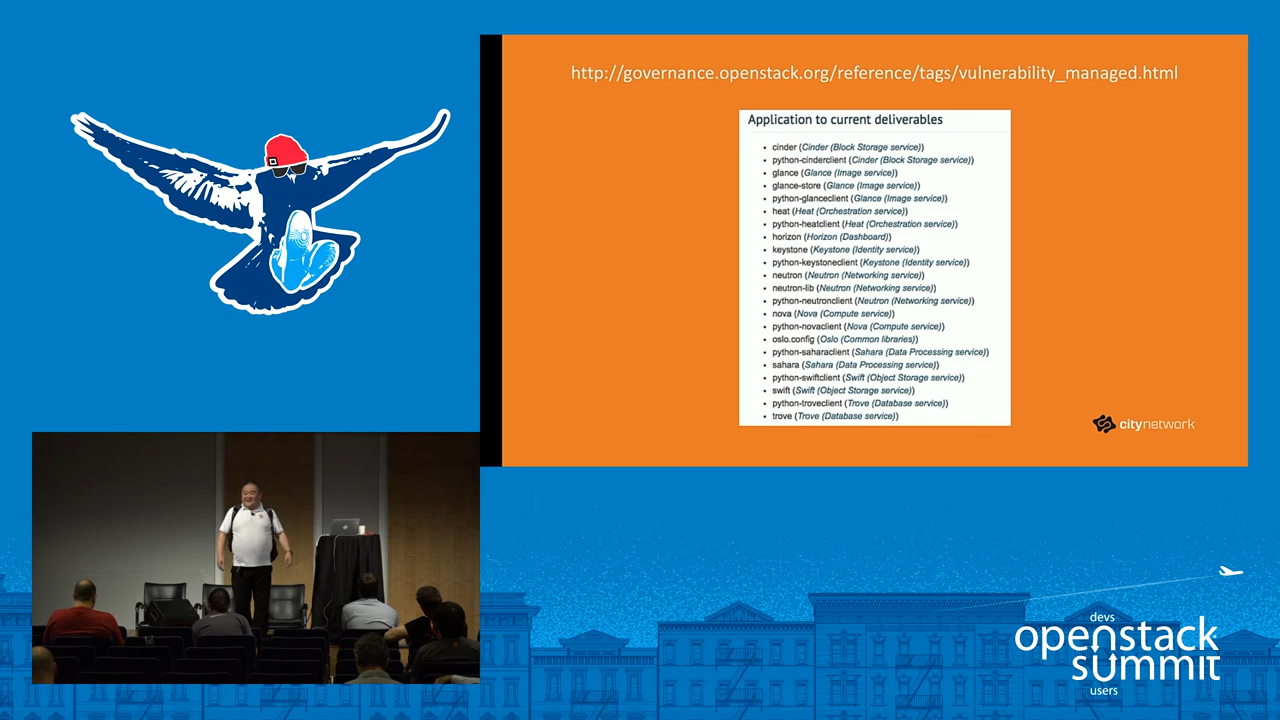 http://governance.openstack.org/reference/tags/vulnerability_managed.html
Application to current deliverables
• cinder (Cinder (Block Storage service))
• python-cinderclient (Cinder (Block Storage service))
• glance (Glance (Image service))
• glance-store (Glance (Image service))
• python-glanceclient (Glance (Image service))
• heat (Heat (Orchestration service))
• python-heatclient (Heat (Orchestration service))
• horizon (Horizon (Dashboard))
• keystone (Keystone (Identity service))
• python-keystoneclient (Keystone (Identity service))
• neutron (Neutron (Networking service))
• neutron-lib (Neutron (Networking service))
• python-neutronclient (Neutron (Networking service))
• nova (Nova (Compute service))
• python-novaclient (Nova (Compute service))
• oslo.config (Oslo (Common libraries))
• python-saharaclient (Sahara (Data Processing service))
• sahara (Sahara (Data Processing service))
• python-swiftclient (Swift (Object Storage service))
• swift (Swift (Object Storage service))
• python-troveclient (Trove (Database service))
• trove (Trove (Database service))
citynetwork
devs
openstack
summit
users